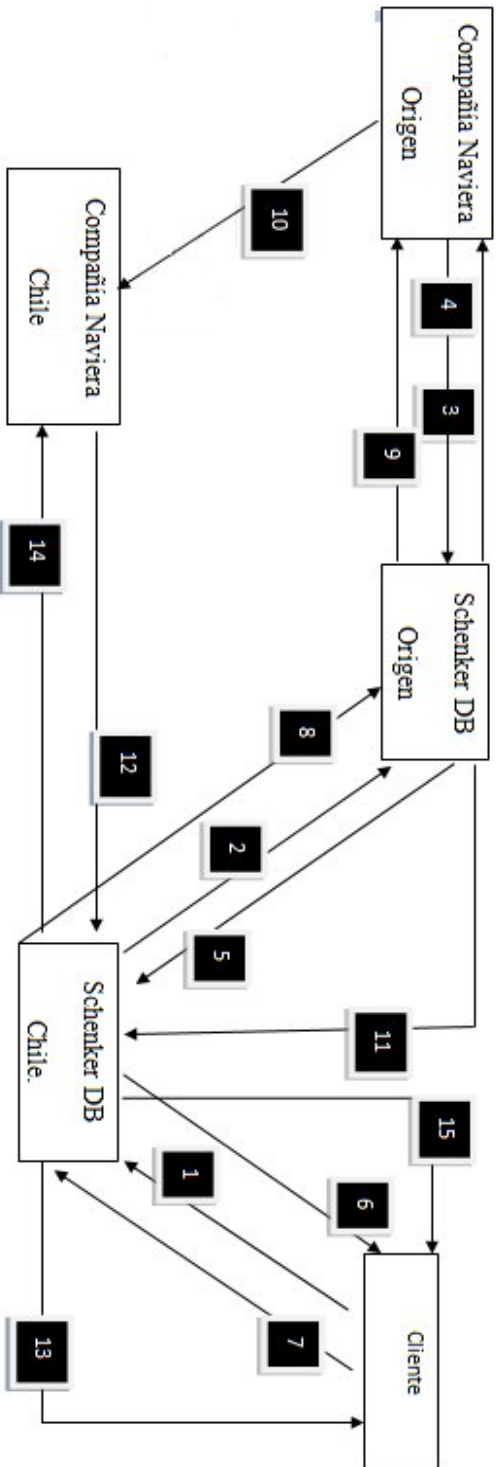 Compañía Naviera
Origen
4
3
9
Schenker DB
Origen
10
Compañía Naviera
Chile
14
12
8
2
5
11
Schenker DB
Chile.
15
1
6
7
13
Cliente